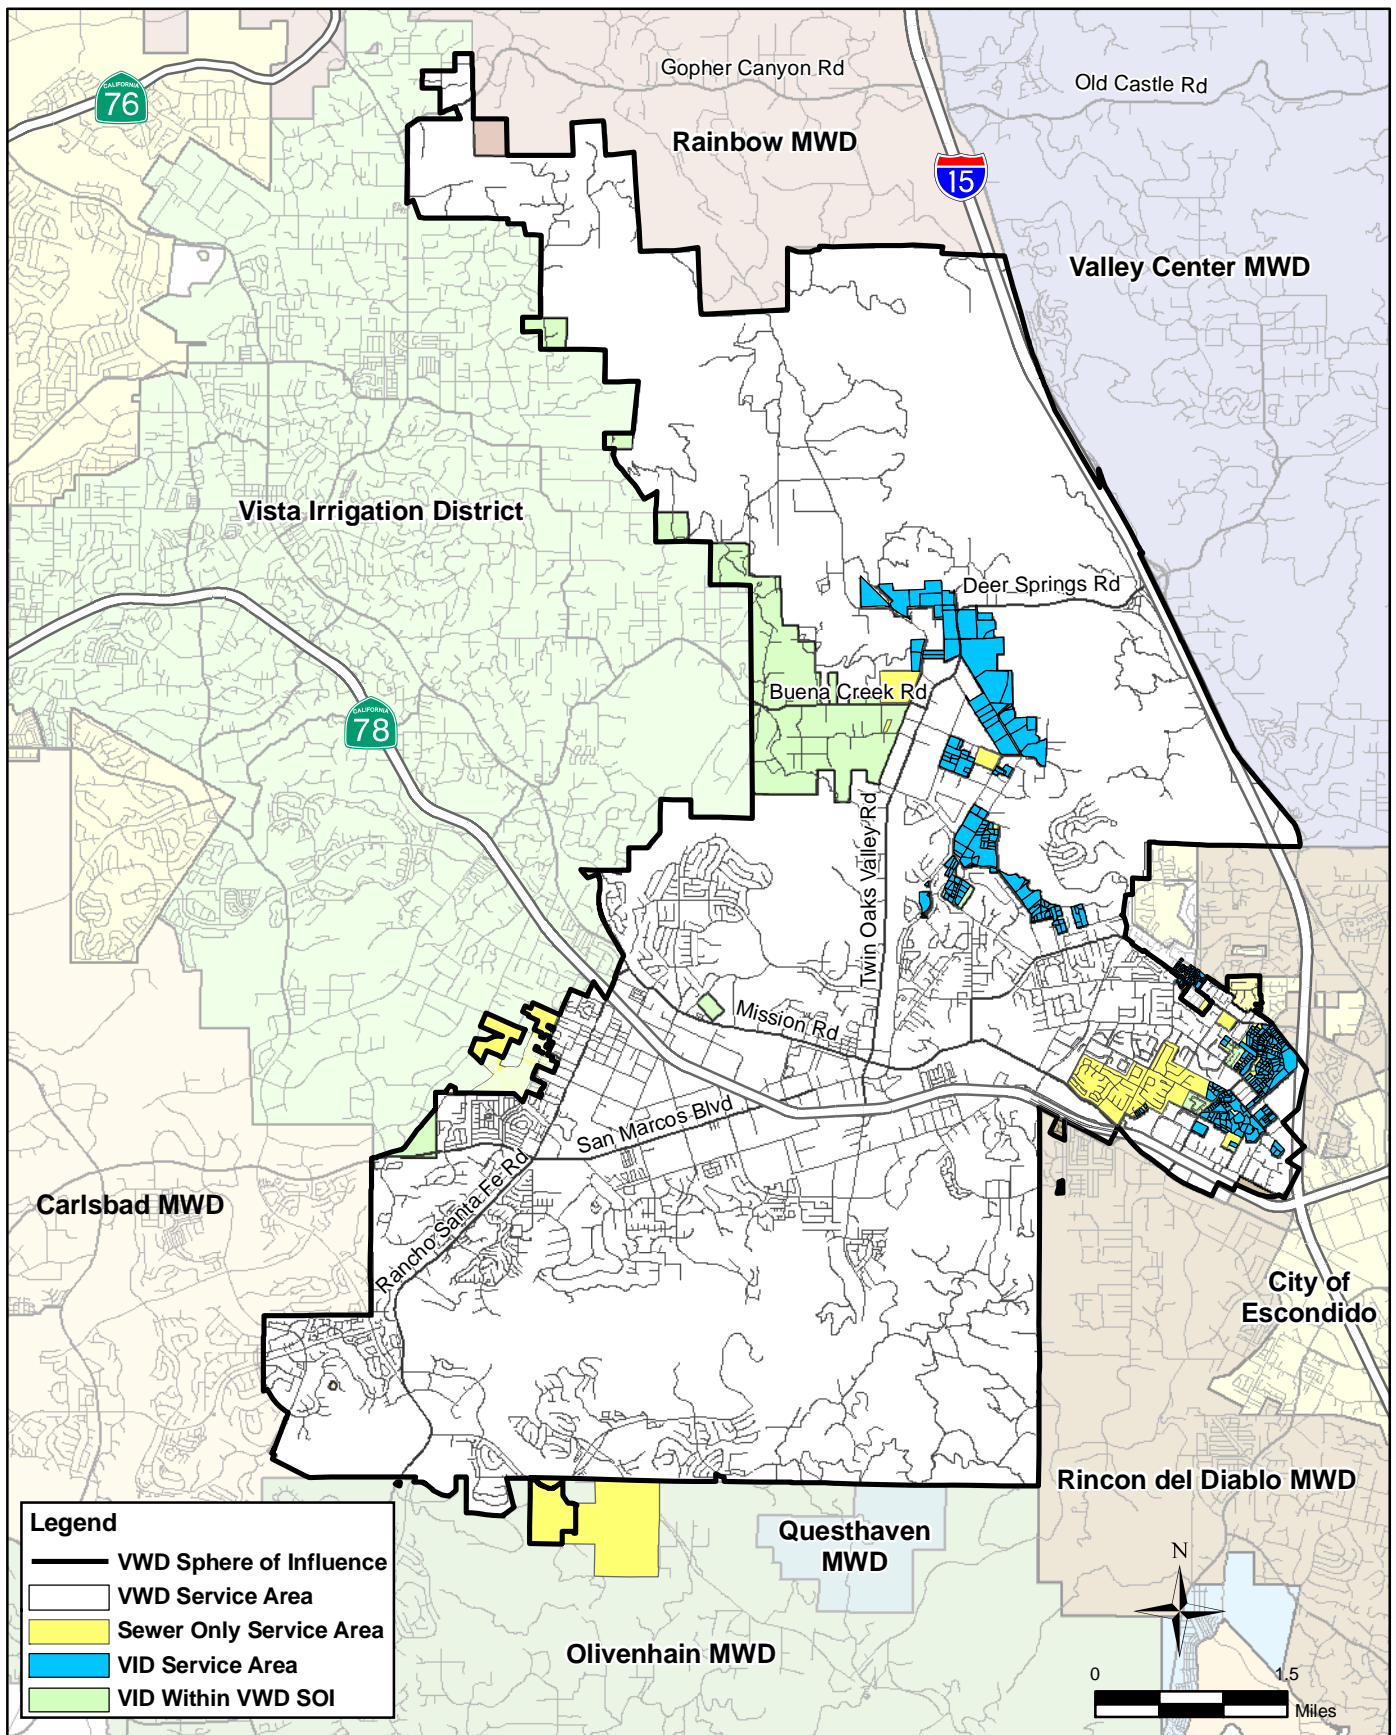 Gopher Canyon Rd
Old Castle Rd
CALIFORNIA
76
Rainbow MWD
15
Valley Center MWD
Vista Irrigation District
Deer Springs Rd
Buena Creek Rd
CALIFORNIA
78
Twin Oaks Valley Rd
Mission Rd
San Marcos Blvd
Rancho Santa Fe Rd
Carlsbad MWD
City of
Escondido
Rincon del Diablo MWD
Questhaven
MWD
Olivenhain MWD
Legend
VWD Sphere of Influence
VWD Service Area
Sewer Only Service Area
VID Service Area
VID Within VWD SOI
N
0 1.5
Miles